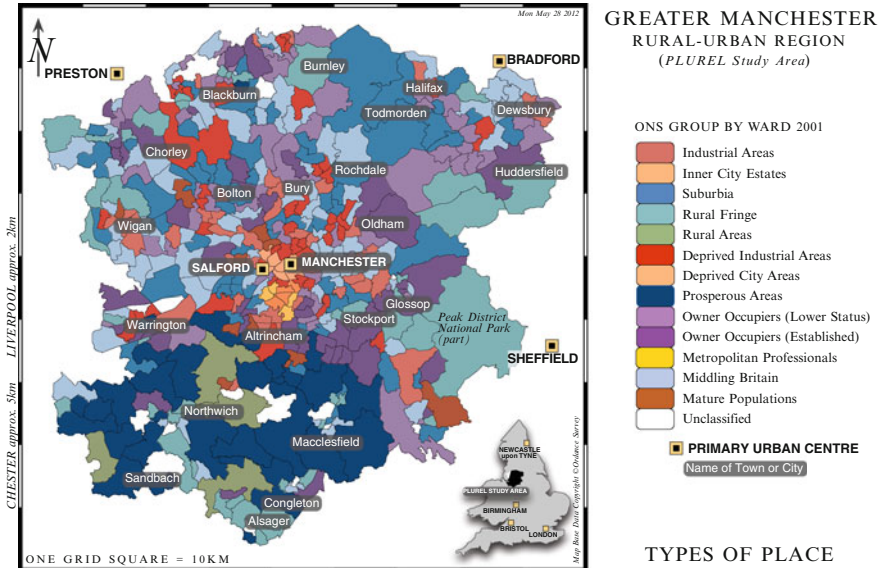 Mon May 28 2012
N
PRESTON
BRADFORD
Burnley
Blackburn
Halifax
Todmorden
Dewsbury
Chorley
Rochdale
Huddersfield
Bolton
Bury
Wigan
Oldham
SALFORD
MANCHESTER
Glossop
Warrington
Stockport
Altrincham
Peak District
National Park
(part)
SHEFFIELD
Northwich
Macclesfield
Sandbach
Congleton
Alsager
LIVERPOOL approx. 2km
CHESTER approx. 5km
ONE GRID SQUARE = 10KM
NEWCASTLE
upon TYNE
PLUREL STUDY AREA
BIRMINGHAM
BRISTOL
LONDON
Map Base Data Copyright ©Ordance Survey
GREATER MANCHESTER
RURAL-URBAN REGION
(PLUREL Study Area)
ONS GROUP BY WARD 2001
Industrial Areas
Inner City Estates
Suburbia
Rural Fringe
Rural Areas
Deprived Industrial Areas
Deprived City Areas
Prosperous Areas
Owner Occupiers (Lower Status)
Owner Occupiers (Established)
Metropolitan Professionals
Middling Britain
Mature Populations
Unclassified
PRIMARY URBAN CENTRE
Name of Town or City
TYPES OF PLACE